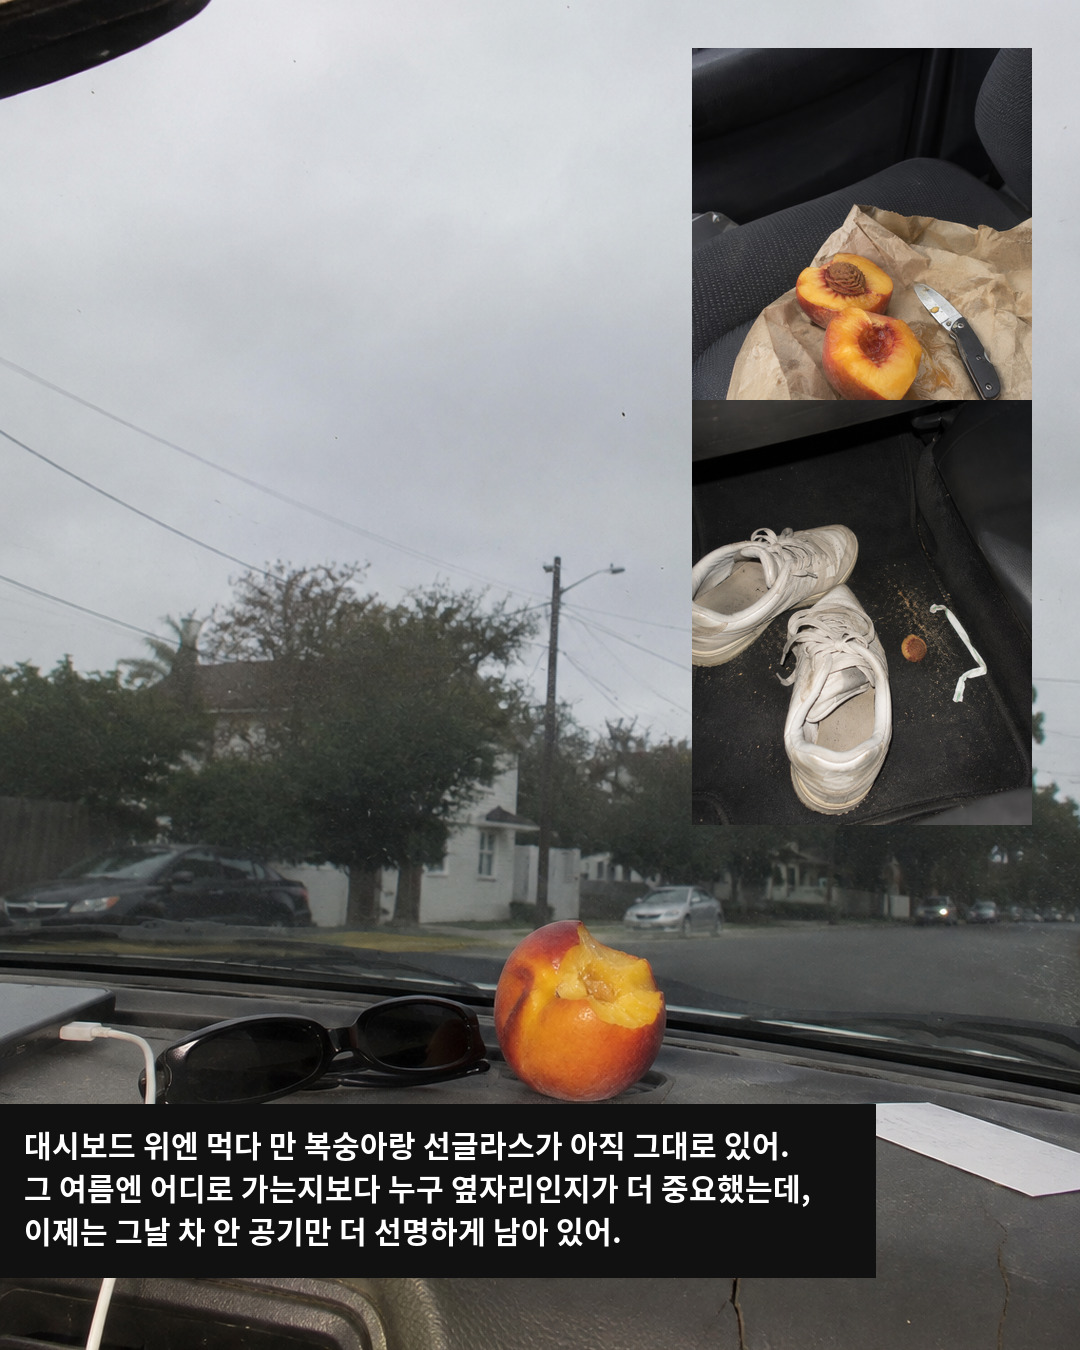 대시보드 위엔 먹다 만 복숭아랑 선글라스가 아직 그대로 있어.
그 여름엔 어디로 가는지보다 누구 옆자리인지가 더 중요했는데,
이제는 그날 차 안 공기만 더 선명하게 남아 있어.